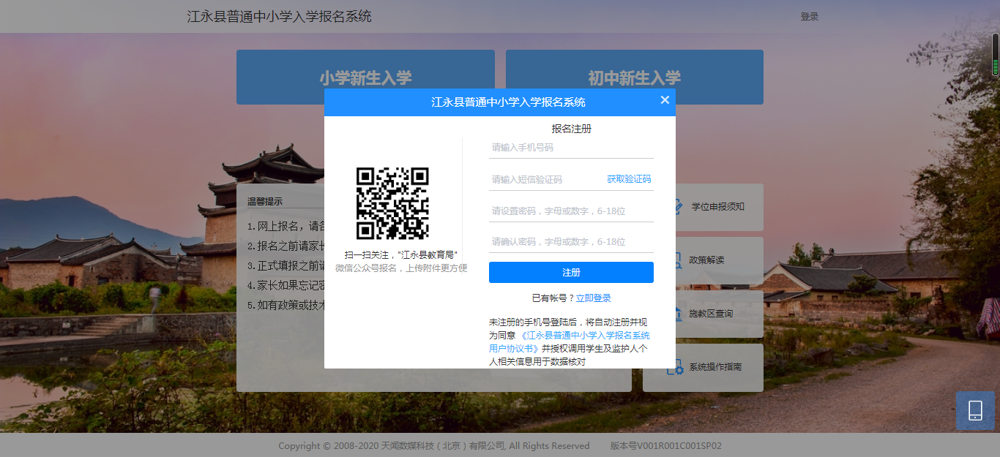 江永县普通中小学入学报名系统
登录
小学新生入学
初中新生入学
江永县普通中小学入学报名系统
报名注册
请输入手机号码
请输入短信验证码
获取验证码
请设置密码，字母或数字，6-18位
请确认密码，字母或数字，6-18位
注册
已有帐号？立即登录
未注册的手机号登陆后，将自动注册并视
为同意 《江永县普通中小学入学报名系统
用户协议书》并授权调用学生及监护人个
人相关信息用于数据核对
扫一扫关注，"江永县教育局"
微信公众号报名，上传附件更方便
温馨提示
1. 网上报名，请
2. 报名之前请家长
3. 正式填报之前请
4. 家长如果忘记
5. 如有政策或技术
学位申报须知
政策解读
施教区查询
系统操作指南
Copyright © 2008-2020 天闻数媒科技（北京）有限公司, All Rights Reserved
版本号V001R001C001SP02